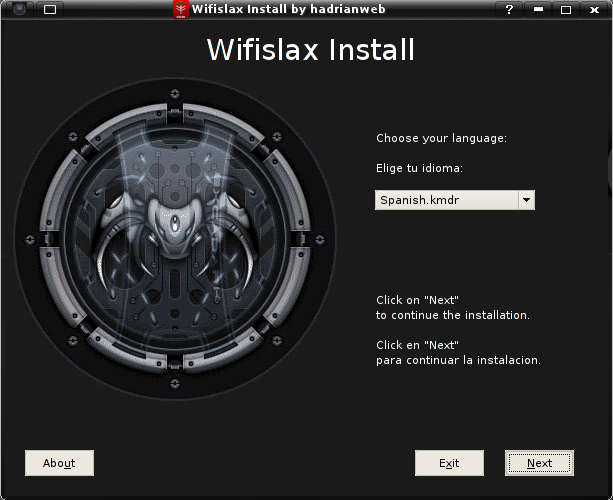 Wifislax Install by hadrianweb
Wifislax Install
Choose your language:
Elige tu idioma:
Spanish.kmdr
Click on "Next"
to continue the installation.
Click en "Next"
para continuar la instalacion.
About
Exit
Next